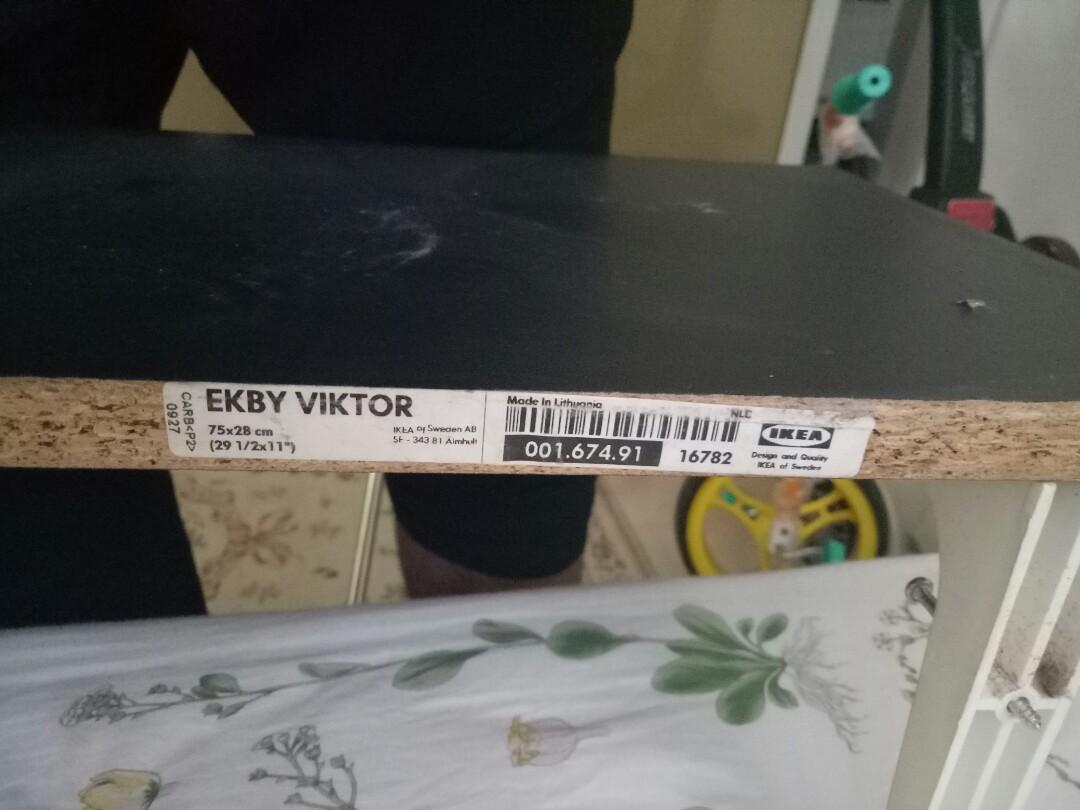 CARB<P2>
0927
EKBY VIKTOR
75x28 cm
(29 1/2x11")
IKEA of Sweden AB
SE - 343 81 Älmhult
Made in Lithuania
NLC
001.674.91
16782
IKEA
Design and Quality
IKEA of Sweden